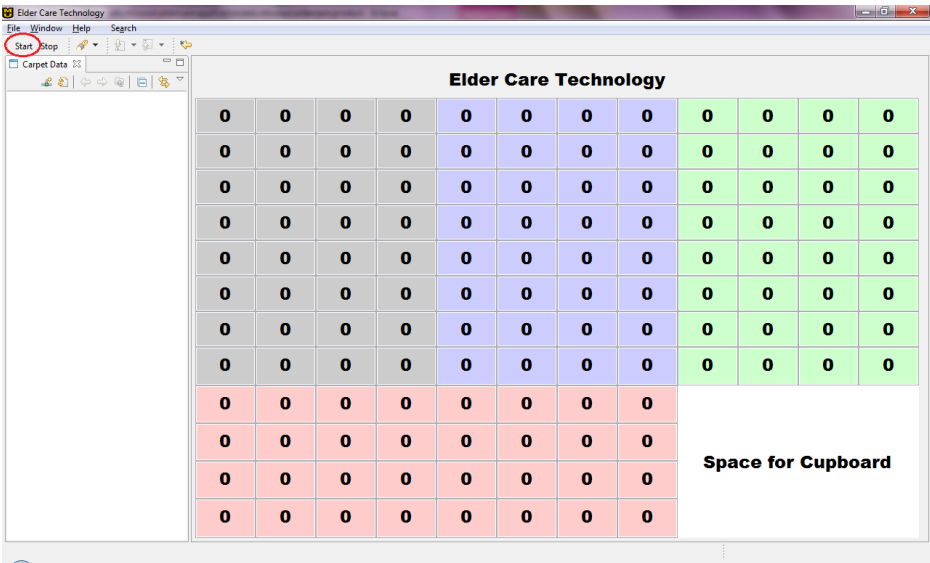 Elder Care Technology
File Window Help Search
Start Stop
Carpet Data
Elder Care Technology
0 0 0 0 0 0 0 0 0 0 0 0
0 0 0 0 0 0 0 0 0 0 0 0
0 0 0 0 0 0 0 0 0 0 0 0
0 0 0 0 0 0 0 0 0 0 0 0
0 0 0 0 0 0 0 0 0 0 0 0
0 0 0 0 0 0 0 0 0 0 0 0
0 0 0 0 0 0 0 0 0 0 0 0
0 0 0 0 0 0 0 0 0 0 0 0
0 0 0 0 0 0 0 0
0 0 0 0 0 0 0 0
Space for Cupboard
0 0 0 0 0 0 0 0
0 0 0 0 0 0 0 0